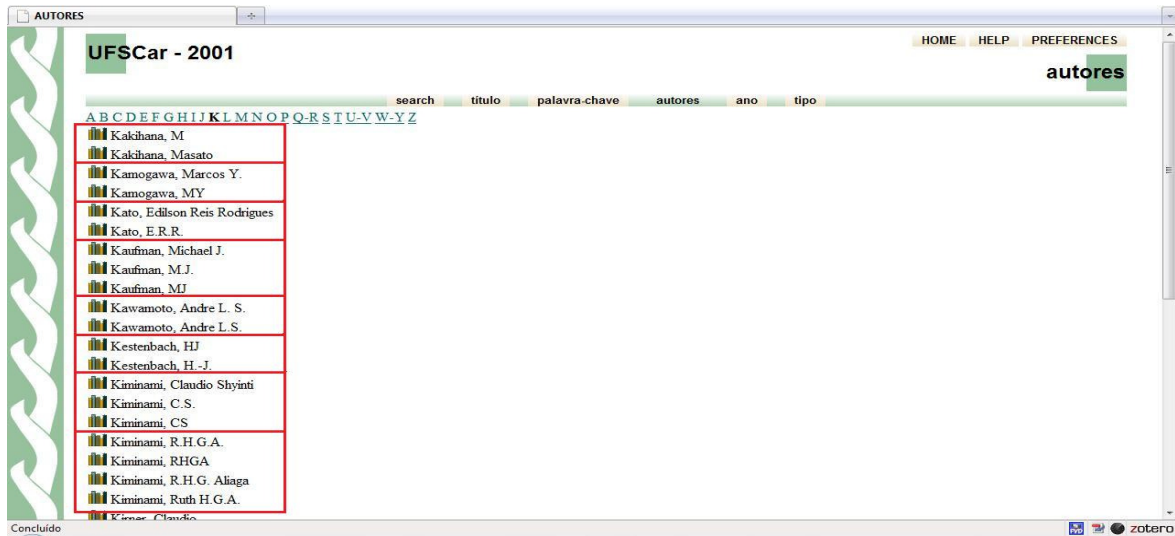 AUTORES
HOME HELP PREFERENCES
UFSCar - 2001
autores
search título palavra-chave autores ano tipo
A B C D E F G H I J K L M N O P Q-R S T U-V W-Y Z
Kakihana, M
Kakihana, Masato
Kamogawa, Marcos Y.
Kamogawa, MY
Kato, Edilson Reis Rodrigues
Kato, E.R.R.
Kaufman, Michael J.
Kaufman, M.J.
Kaufman, MJ
Kawamoto, Andre L. S.
Kawamoto, Andre L.S.
Kestenbach, HJ
Kestenbach, H.-J.
Kiminami, Claudio Shyinti
Kiminami, C.S.
Kiminami, CS
Kiminami, R.H.G.A.
Kiminami, RHGA
Kiminami, R.H.G. Aliaga
Kiminami, Ruth H.G.A.
Kirner, Claudio
Concluído
zotero